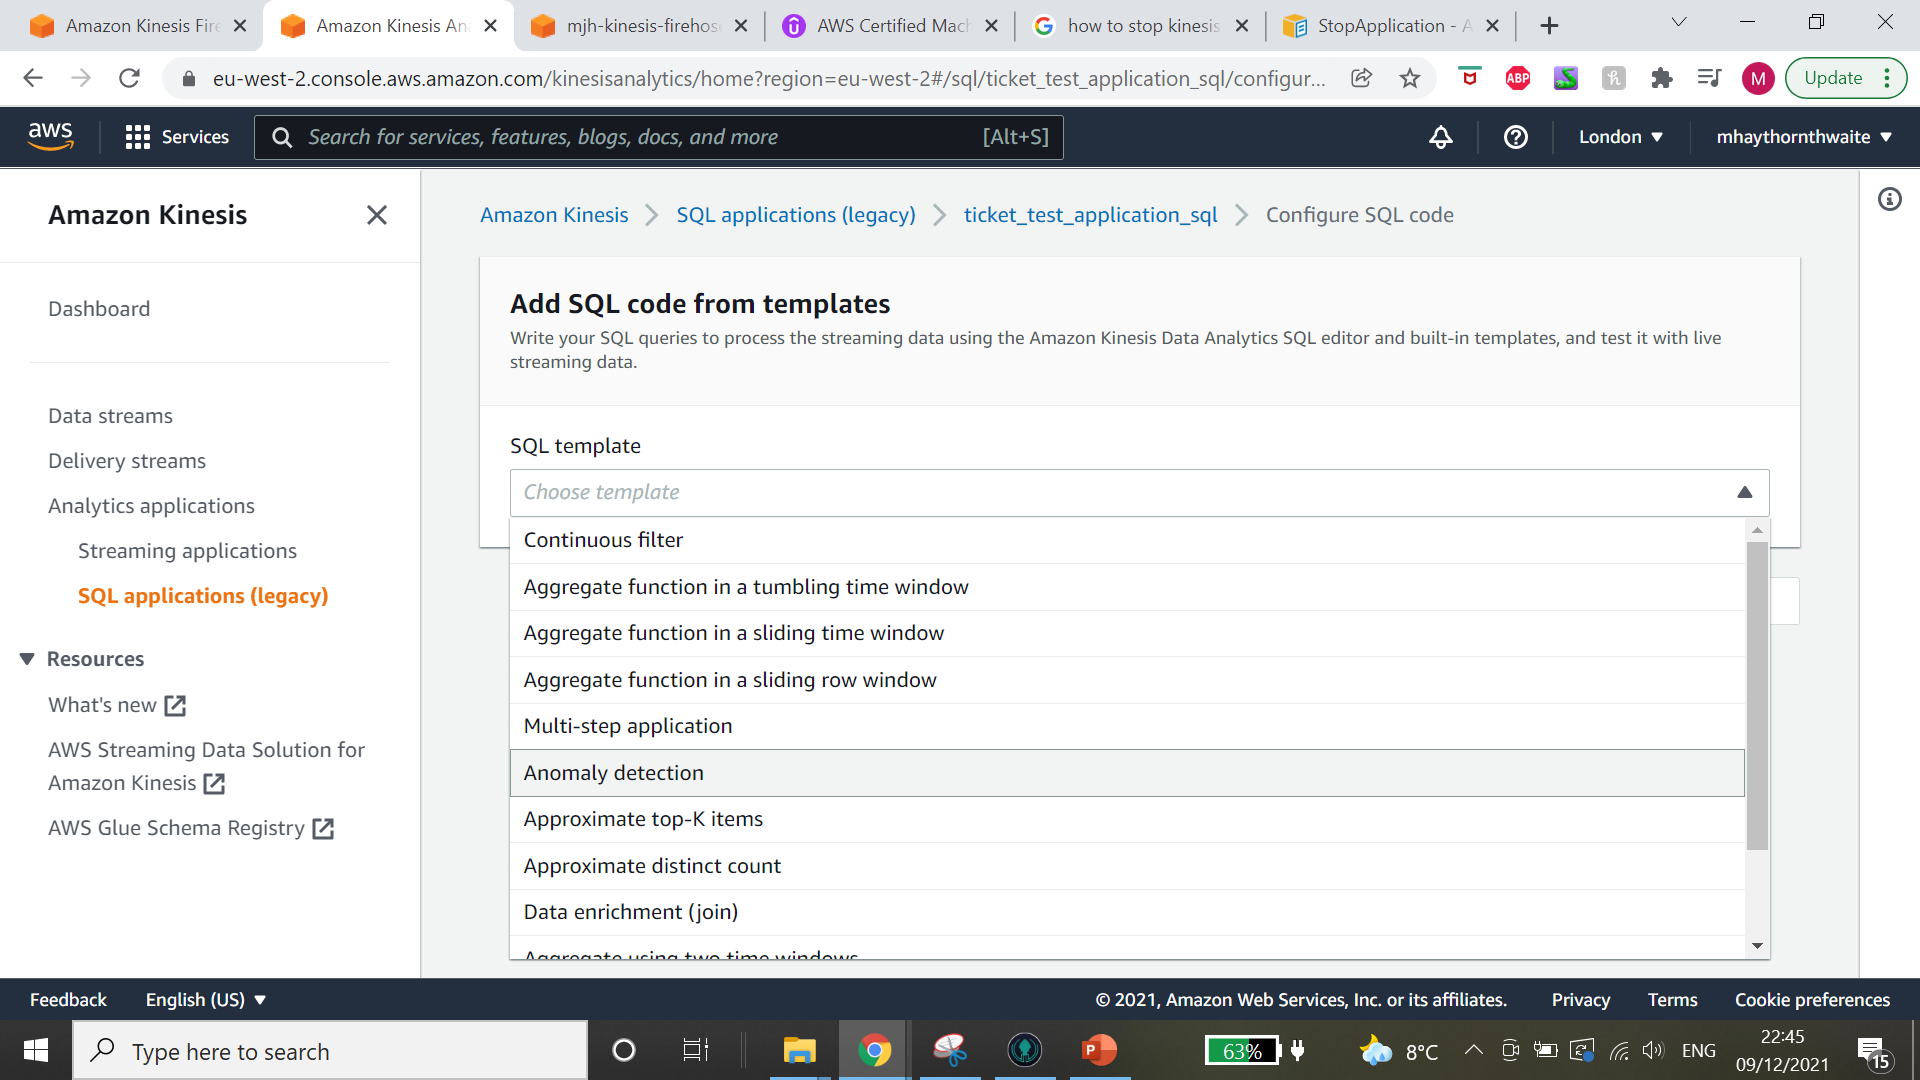 Amazon Kinesis Fire
Amazon Kinesis Ana
mjh-kinesis-firehose
AWS Certified Mach
how to stop kinesis
StopApplication - A
eu-west-2.console.aws.amazon.com/kinesisanalytics/home?region=eu-west-2#/sql/ticket_test_application_sql/configur...
ABP
h
M
Update
aws
Services
Search for services, features, blogs, docs, and more
[Alt+S]
London
mhaythornthwaite
Amazon Kinesis
Dashboard
Data streams
Delivery streams
Analytics applications
Streaming applications
SQL applications (legacy)
Resources
What's new
AWS Streaming Data Solution for
Amazon Kinesis
AWS Glue Schema Registry
Amazon Kinesis
SQL applications (legacy)
ticket_test_application_sql
Configure SQL code
Add SQL code from templates
Write your SQL queries to process the streaming data using the Amazon Kinesis Data Analytics SQL editor and built-in templates, and test it with live
streaming data.
SQL template
Choose template
Continuous filter
Aggregate function in a tumbling time window
Aggregate function in a sliding time window
Aggregate function in a sliding row window
Multi-step application
Anomaly detection
Approximate top-K items
Approximate distinct count
Data enrichment (join)
Aggregate using two time windows
Feedback
English (US)
© 2021, Amazon Web Services, Inc. or its affiliates.
Privacy
Terms
Cookie preferences
Type here to search
P
63%
8°C
ENG
22:45
09/12/2021
15